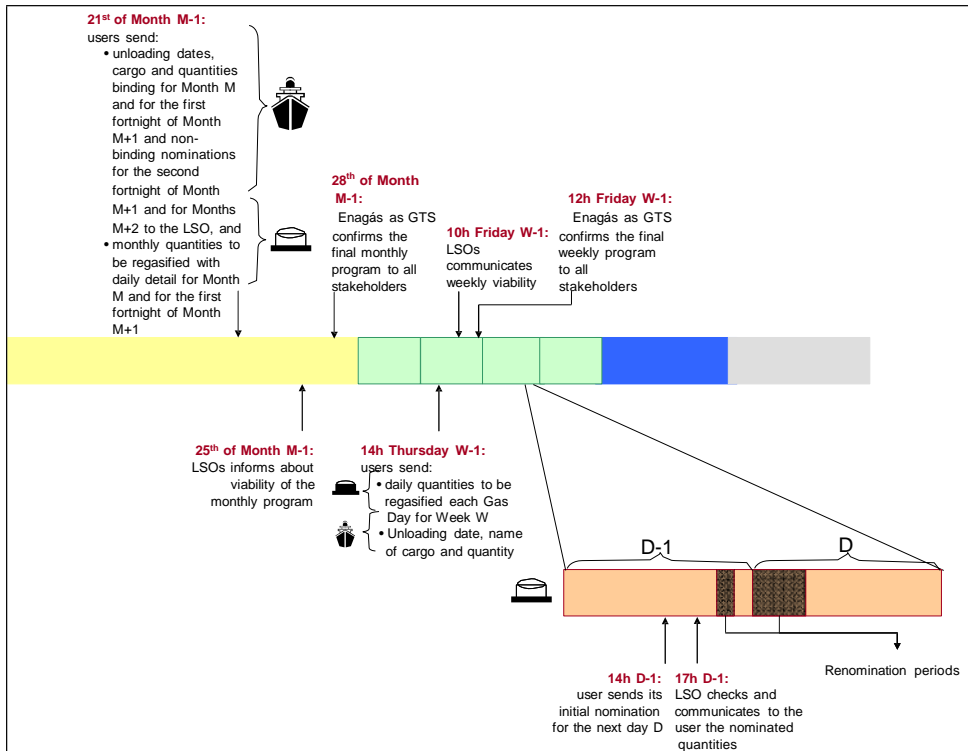 21st of Month M-1:
users send:
• unloading dates,
cargo and quantities
binding for Month M
and for the first
fortnight of Month
M+1 and non-
binding nominations
for the second
fortnight of Month
M+1 and for Months
M+2 to the LSO, and
• monthly quantities to
be regasified with
daily detail for Month
M and for the first
fortnight of Month
M+1
28th of Month
M-1:
Enagás as GTS
confirms the
final monthly
program to all
stakeholders
10h Friday W-1:
LSOs
communicates
weekly viability
12h Friday W-1:
Enagás as GTS
confirms the final
weekly program
to all
stakeholders
25th of Month M-1:
LSOs informs about
viability of the
monthly program
14h Thursday W-1:
users send:
• daily quantities to be
regasified each Gas
Day for Week W
• Unloading date, name
of cargo and quantity
D-1
D
Renomination periods
14h D-1:
user sends its
initial nomination
for the next day D
17h D-1:
LSO checks and
communicates to the
user the nominated
quantities